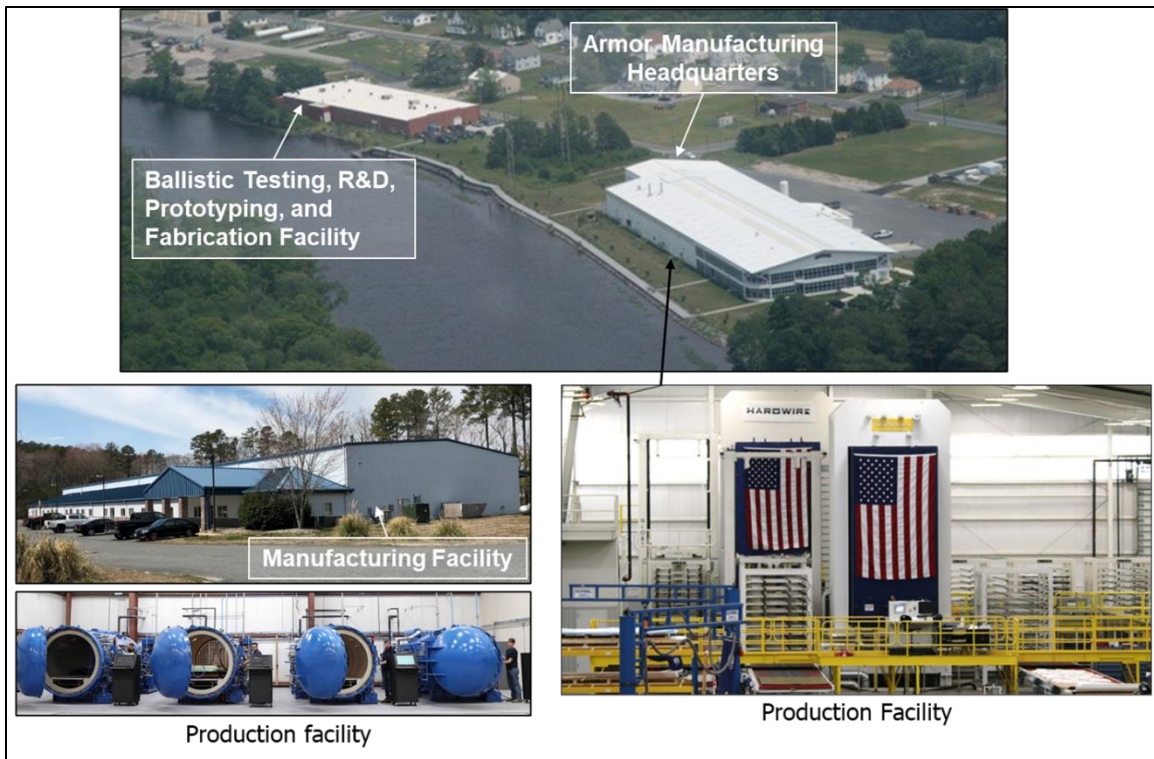 Armor Manufacturing
Headquarters
Ballistic Testing, R&D,
Prototyping, and
Fabrication Facility
Manufacturing Facility
HARDWIRE
Production facility
Production Facility